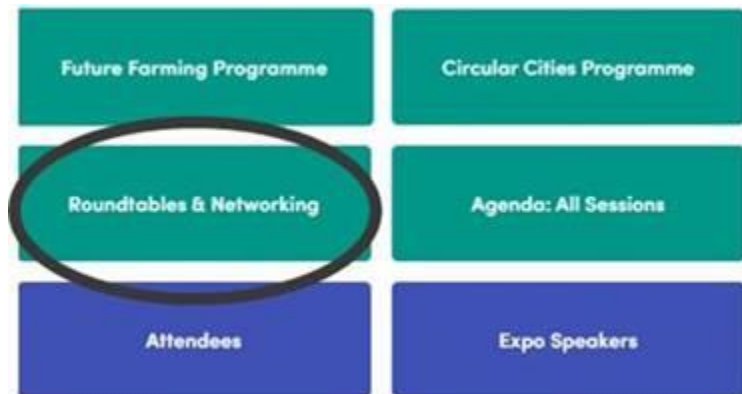 Future Farming Programme
Circular Cities Programme
Roundtables & Networking
Agenda: All Sessions
Attendees
Expo Speakers